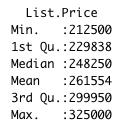 List.Price
Min.   :212500
1st Qu.:229838
Median :248250
Mean   :261554
3rd Qu.:299950
Max.   :325000